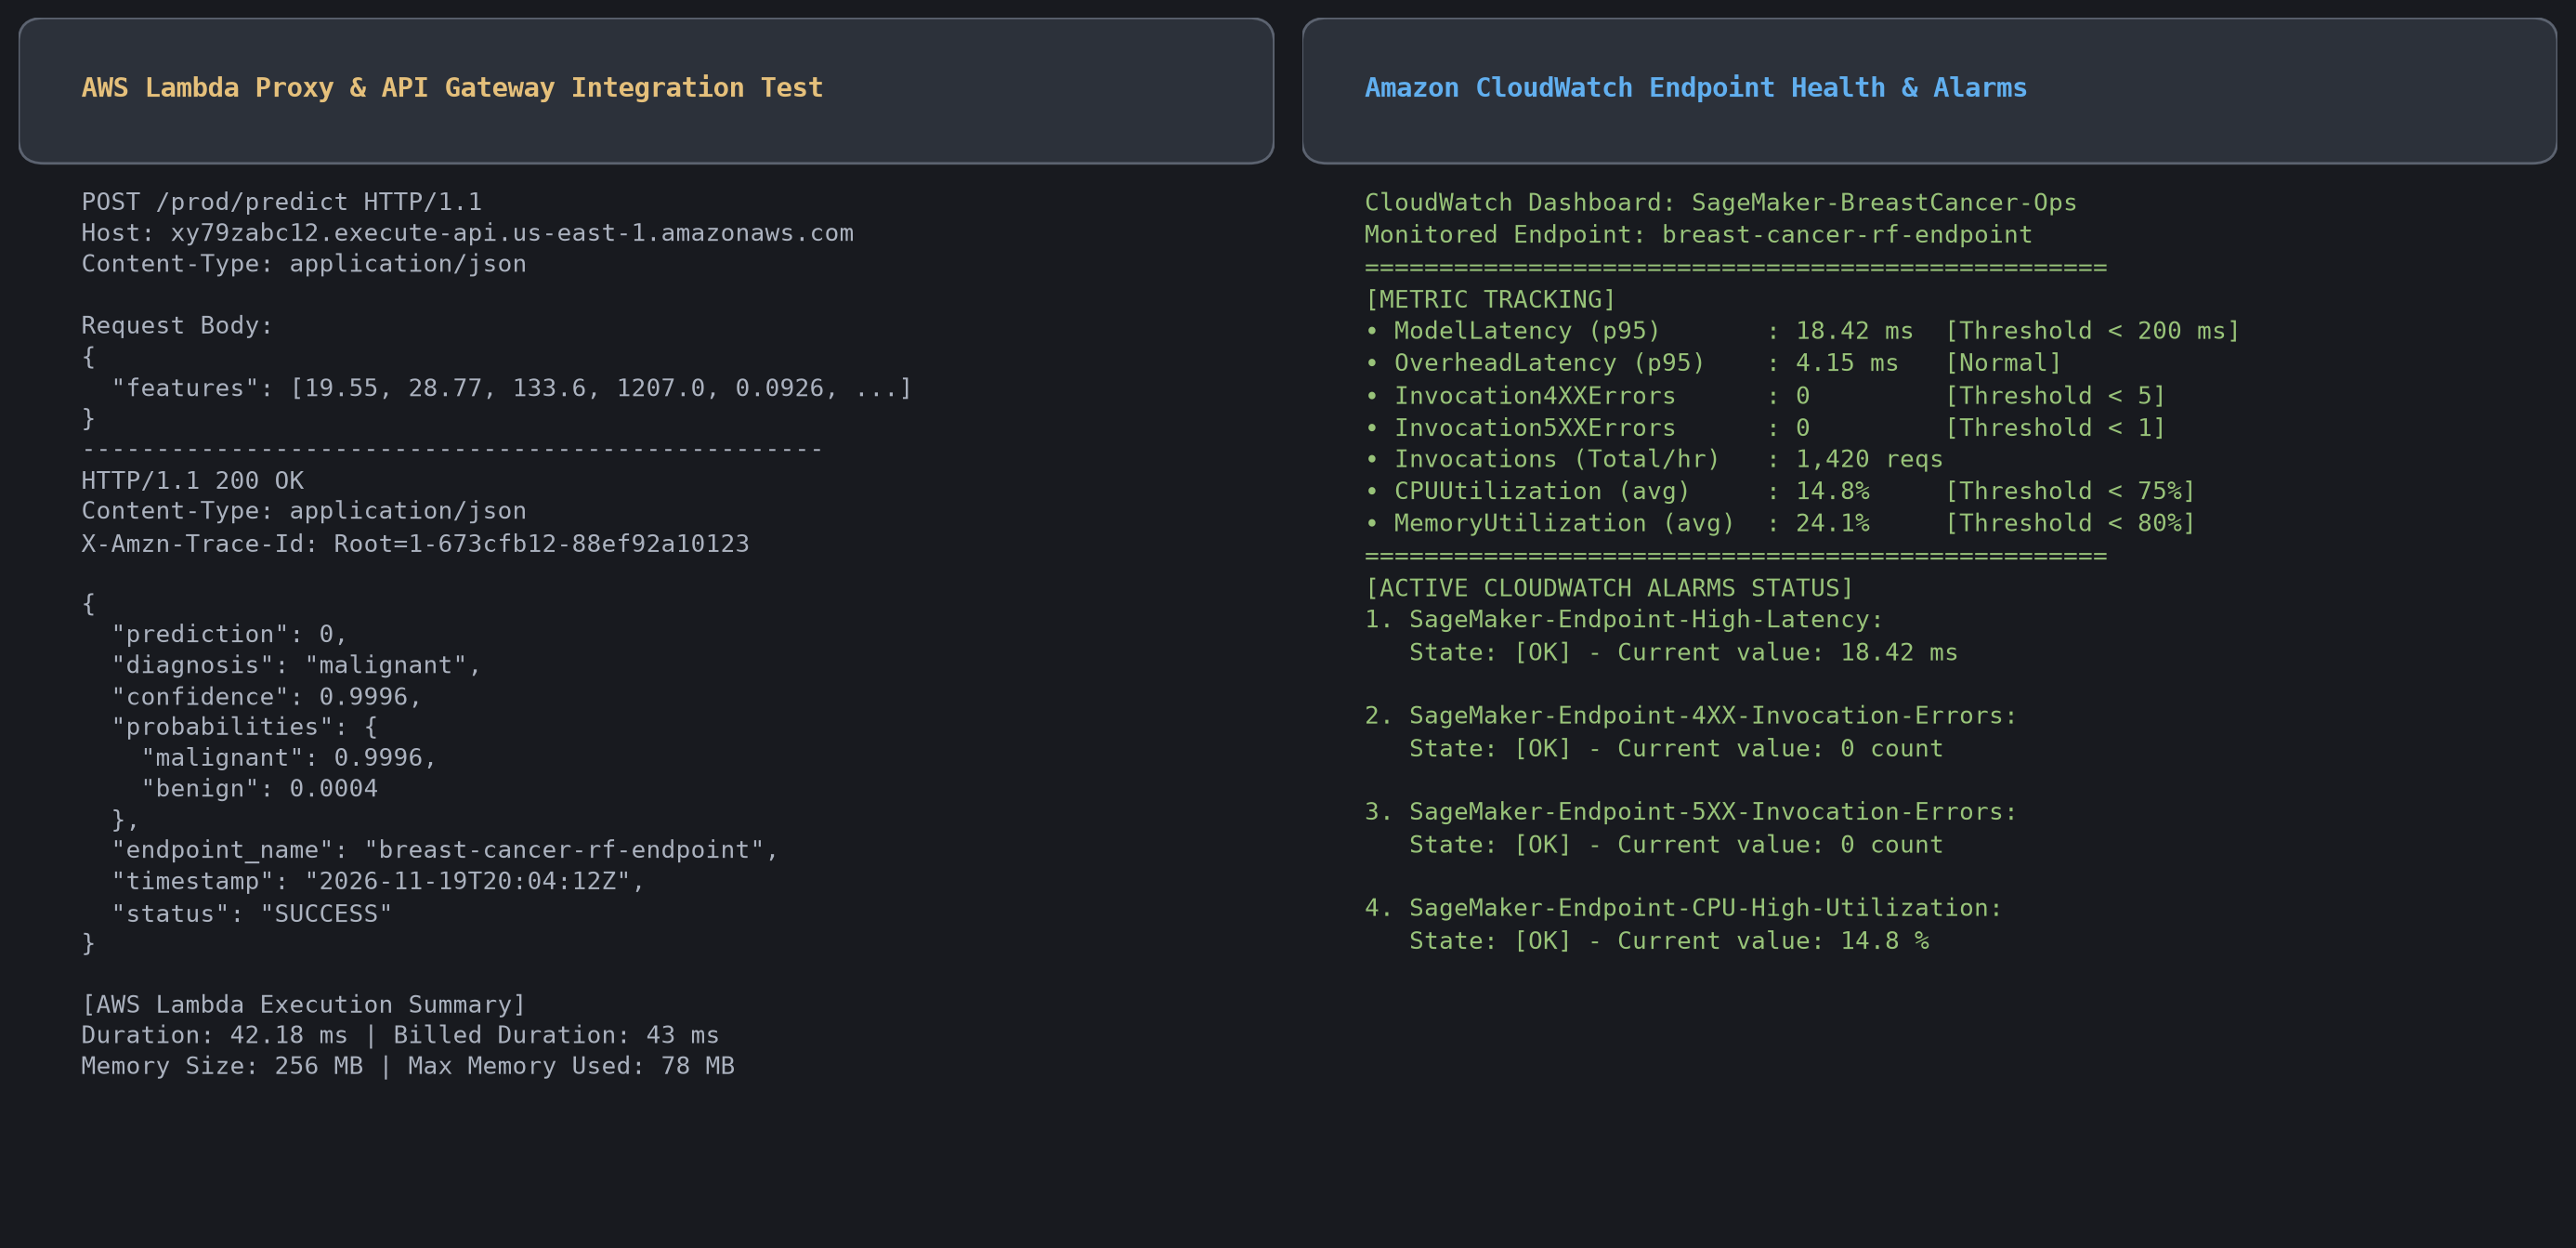 AWS Lambda Proxy & API Gateway Integration Test
POST /prod/predict HTTP/1.1
Host: xy79zabc12.execute-api.us-east-1.amazonaws.com
Content-Type: application/json
Request Body:
{
  "features": [19.55, 28.77, 133.6, 1207.0, 0.0926, ...]
}
--------------------------------------------------
HTTP/1.1 200 OK
Content-Type: application/json
X-Amzn-Trace-Id: Root=1-673cfb12-88ef92a10123
{
  "prediction": 0,
  "diagnosis": "malignant",
  "confidence": 0.9996,
  "probabilities": {
    "malignant": 0.9996,
    "benign": 0.0004
  },
  "endpoint_name": "breast-cancer-rf-endpoint",
  "timestamp": "2026-11-19T20:04:12Z",
  "status": "SUCCESS"
}
[AWS Lambda Execution Summary]
Duration: 42.18 ms | Billed Duration: 43 ms
Memory Size: 256 MB | Max Memory Used: 78 MB
Amazon CloudWatch Endpoint Health & Alarms
CloudWatch Dashboard: SageMaker-BreastCancer-Ops
Monitored Endpoint: breast-cancer-rf-endpoint
==================================================
[METRIC TRACKING]
• ModelLatency (p95)       : 18.42 ms  [Threshold < 200 ms]
• OverheadLatency (p95)    : 4.15 ms   [Normal]
• Invocation4XXErrors      : 0         [Threshold < 5]
• Invocation5XXErrors      : 0         [Threshold < 1]
• Invocations (Total/hr)   : 1,420 reqs
• CPUUtilization (avg)     : 14.8%     [Threshold < 75%]
• MemoryUtilization (avg)  : 24.1%     [Threshold < 80%]
==================================================
[ACTIVE CLOUDWATCH ALARMS STATUS]
1. SageMaker-Endpoint-High-Latency:
   State: [OK] - Current value: 18.42 ms
2. SageMaker-Endpoint-4XX-Invocation-Errors:
   State: [OK] - Current value: 0 count
3. SageMaker-Endpoint-5XX-Invocation-Errors:
   State: [OK] - Current value: 0 count
4. SageMaker-Endpoint-CPU-High-Utilization:
   State: [OK] - Current value: 14.8 %